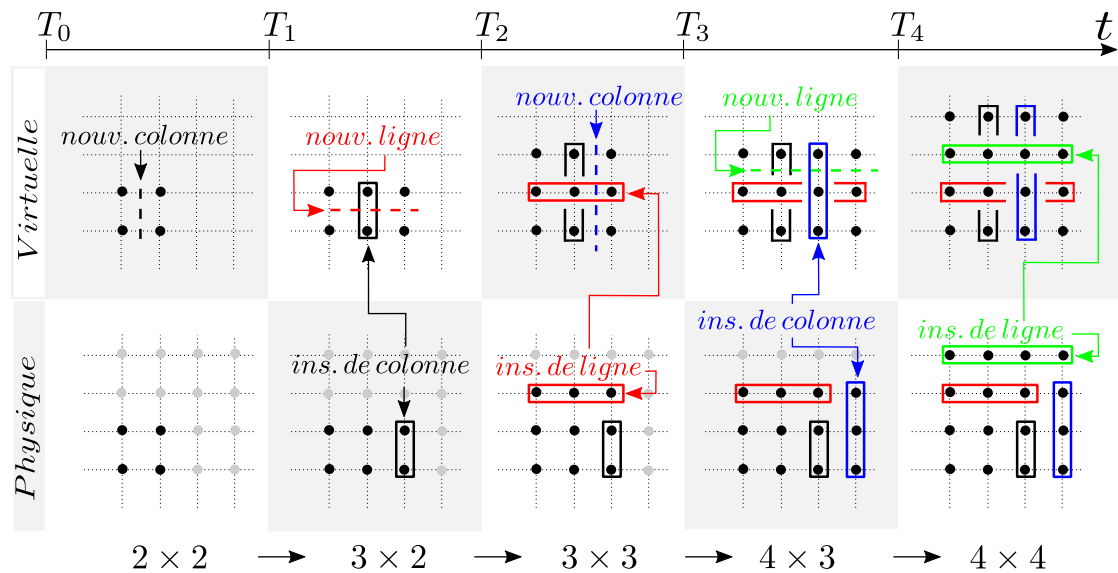 T₀ T₁ T₂ T₃ T₄ t
Virtuelle
nouv. colonne
nouv. ligne
nouv. colonne
nouv. ligne
Physique
ins. de colonne
ins. de ligne
ins. de colonne
ins. de ligne
2 × 2 3 × 2 3 × 3 4 × 3 4 × 4